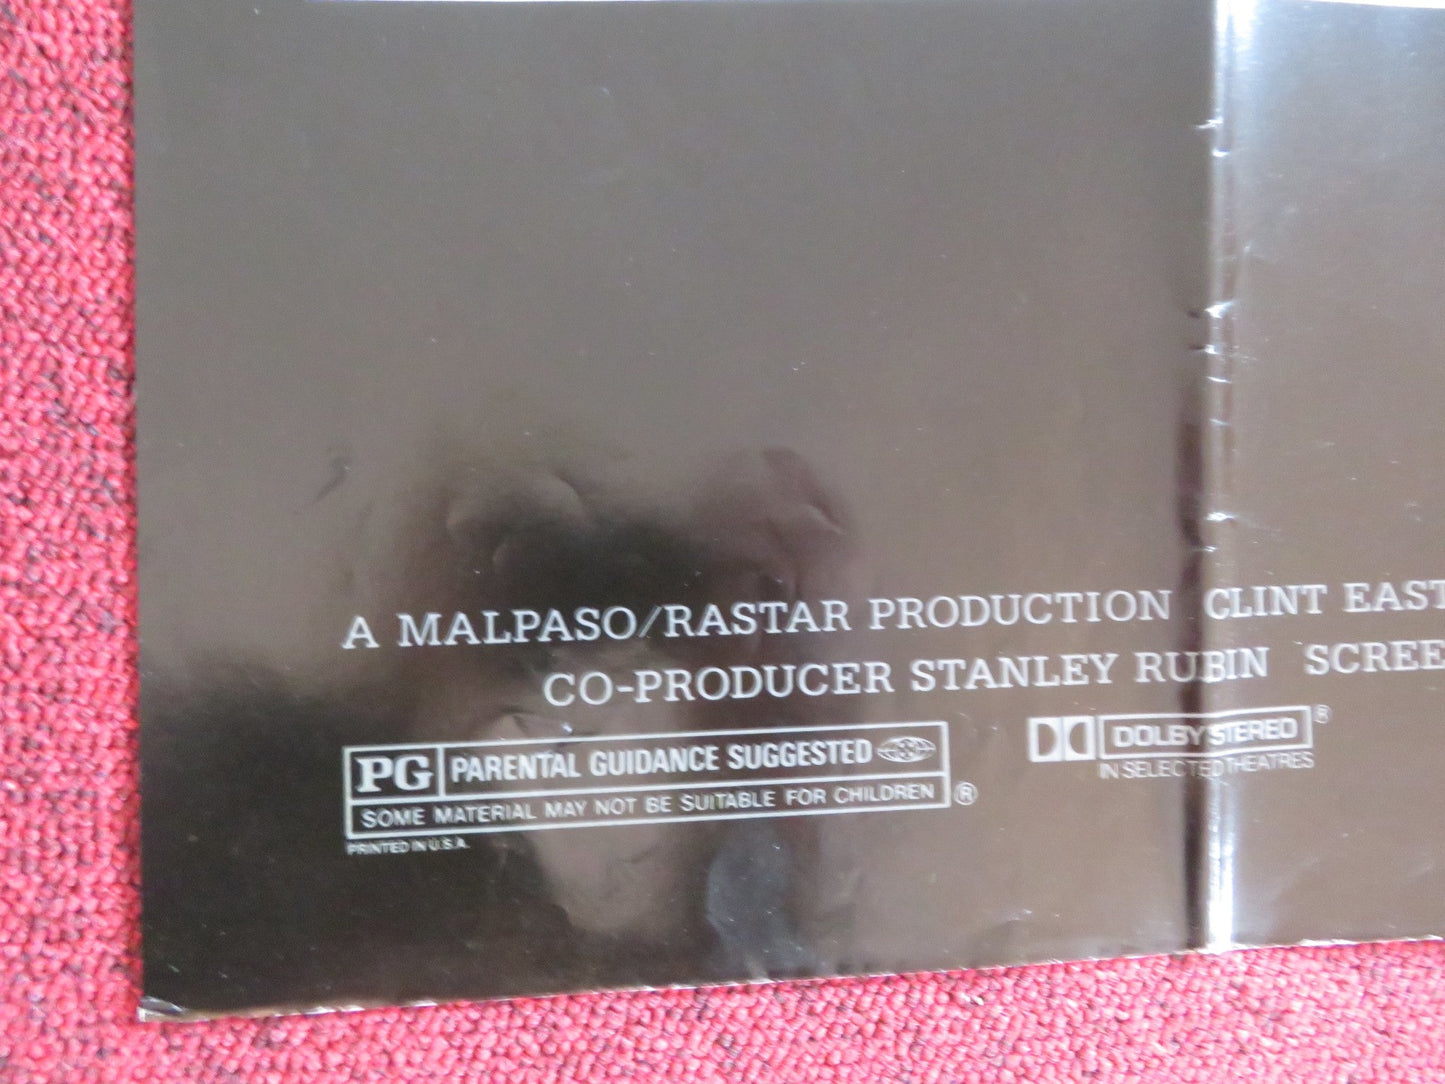 A MALPASO/RASTAR PRODUCTION CLINT EAST
CO-PRODUCER STANLEY RUBIN SCREE
PG PARENTAL GUIDANCE SUGGESTED
SOME MATERIAL MAY NOT BE SUITABLE FOR CHILDREN ®
PRINTED IN U.S.A.
DOLBY STEREO ®
IN SELECTED THEATRES